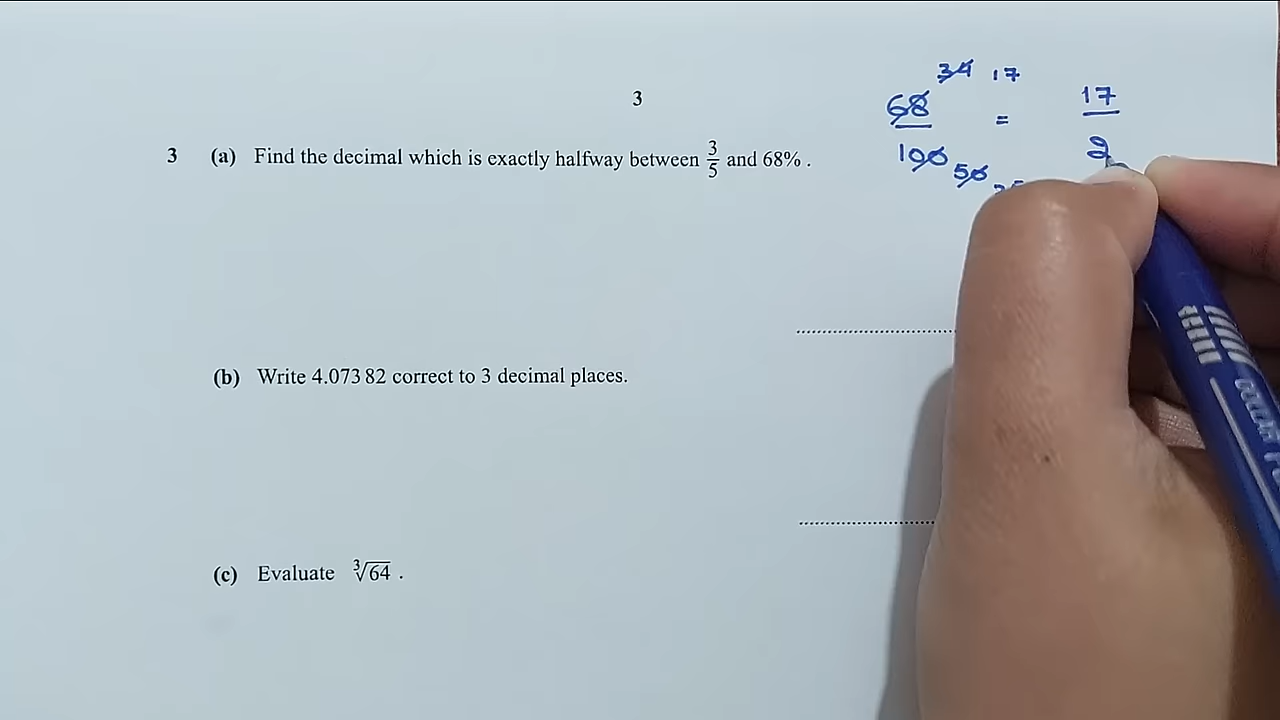 3
3 (a) Find the decimal which is exactly halfway between 3/5 and 68% .
68/100 34 17 50 = 17/2
(b) Write 4.073 82 correct to 3 decimal places.
(c) Evaluate ∛64 .